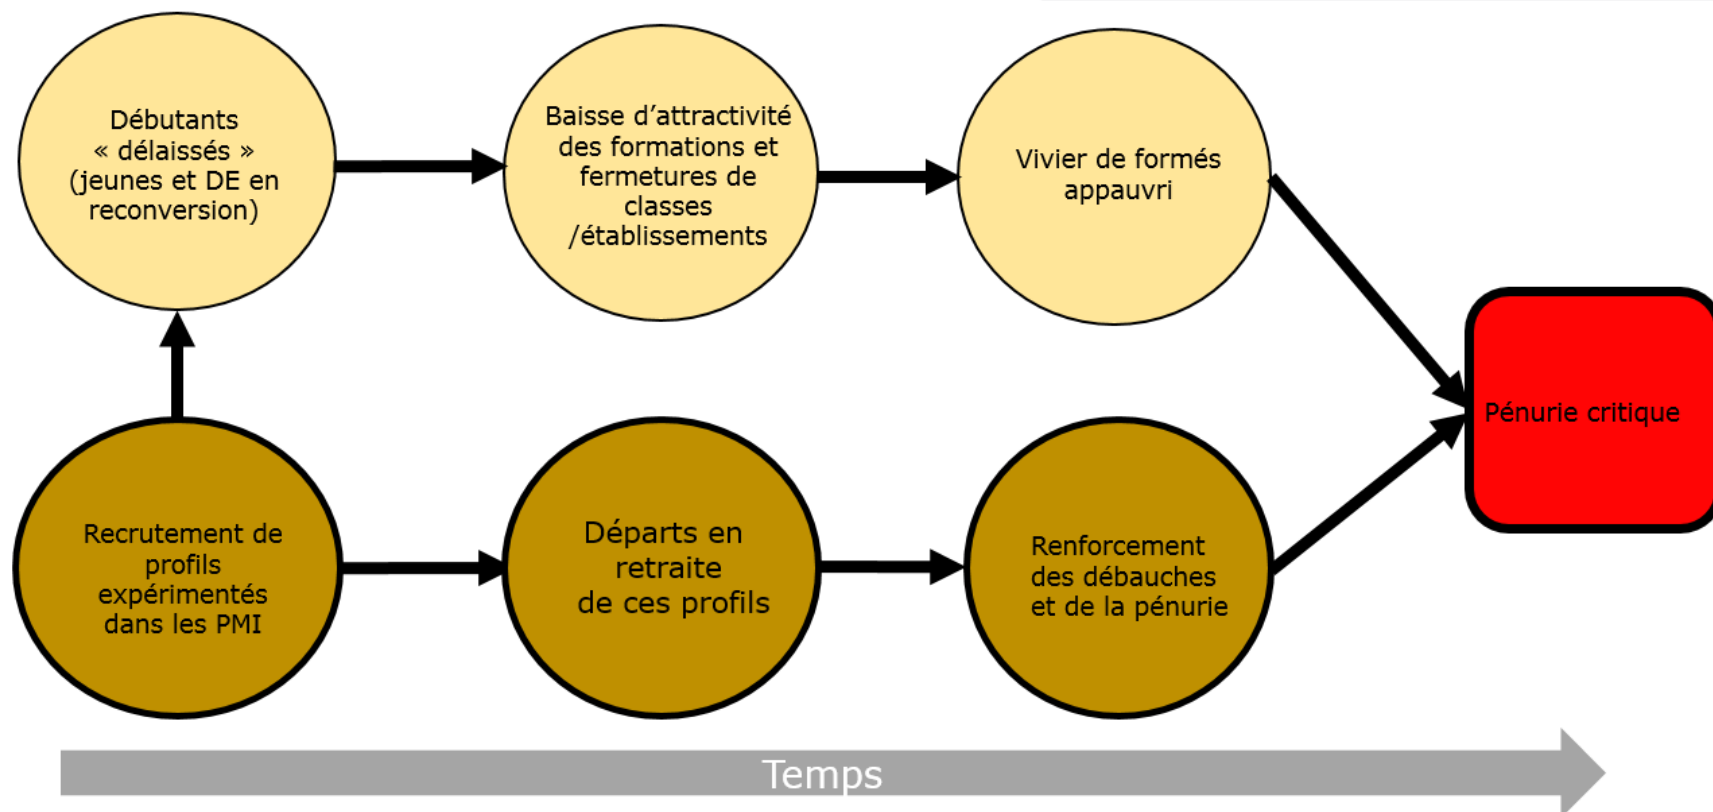 Débutants
« délaissés »
(jeunes et DE en
reconversion)
Baisse d’attractivité
des formations et
fermetures de
classes
/établissements
Vivier de formés
appauvri
Pénurie critique
Recrutement de
profils
expérimentés
dans les PMI
Départs en
retraite
de ces profils
Renforcement
des débauches
et de la pénurie
Temps